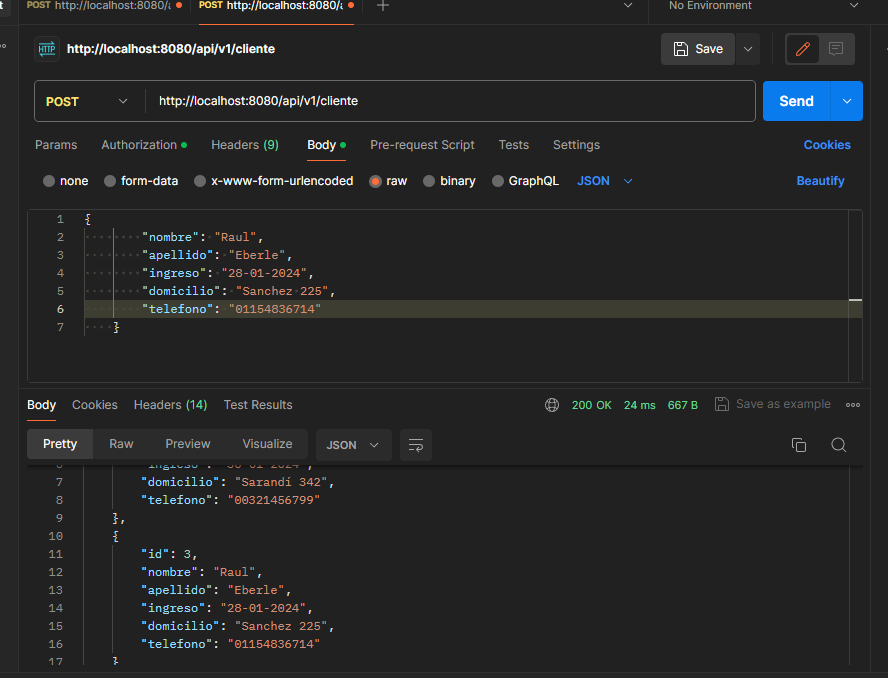 POST http://localhost:8080/a POST http://localhost:8080/a No Environment
HTTP http://localhost:8080/api/v1/cliente Save
POST http://localhost:8080/api/v1/cliente Send
Params Authorization Headers (9) Body Pre-request Script Tests Settings Cookies
none form-data x-www-form-urlencoded raw binary GraphQL JSON Beautify
1 {
2 "nombre": "Raul",
3 "apellido": "Eberle",
4 "ingreso": "28-01-2024",
5 "domicilio": "Sanchez 225",
6 "telefono": "01154836714"
7 }
Body Cookies Headers (14) Test Results 200 OK 24 ms 667 B Save as example
Pretty Raw Preview Visualize JSON
6 "ingreso": "30-01-2024",
7 "domicilio": "Sarandí 342",
8 "telefono": "00321456799"
9 },
10 {
11 "id": 3,
12 "nombre": "Raul",
13 "apellido": "Eberle",
14 "ingreso": "28-01-2024",
15 "domicilio": "Sanchez 225",
16 "telefono": "01154836714"
17 }